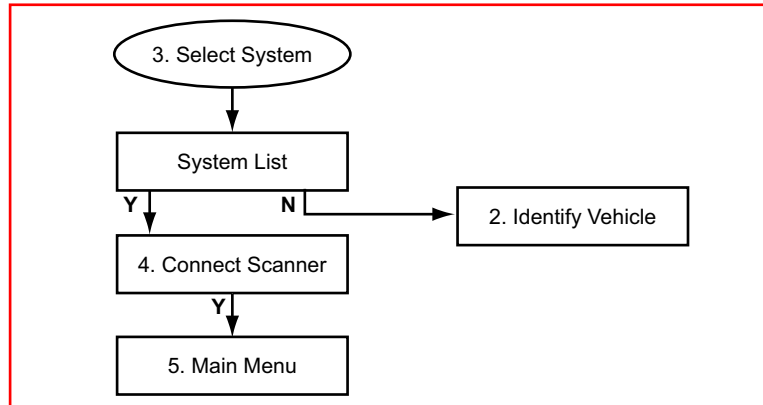 3. Select System
System List
Y
N
2. Identify Vehicle
4. Connect Scanner
Y
5. Main Menu